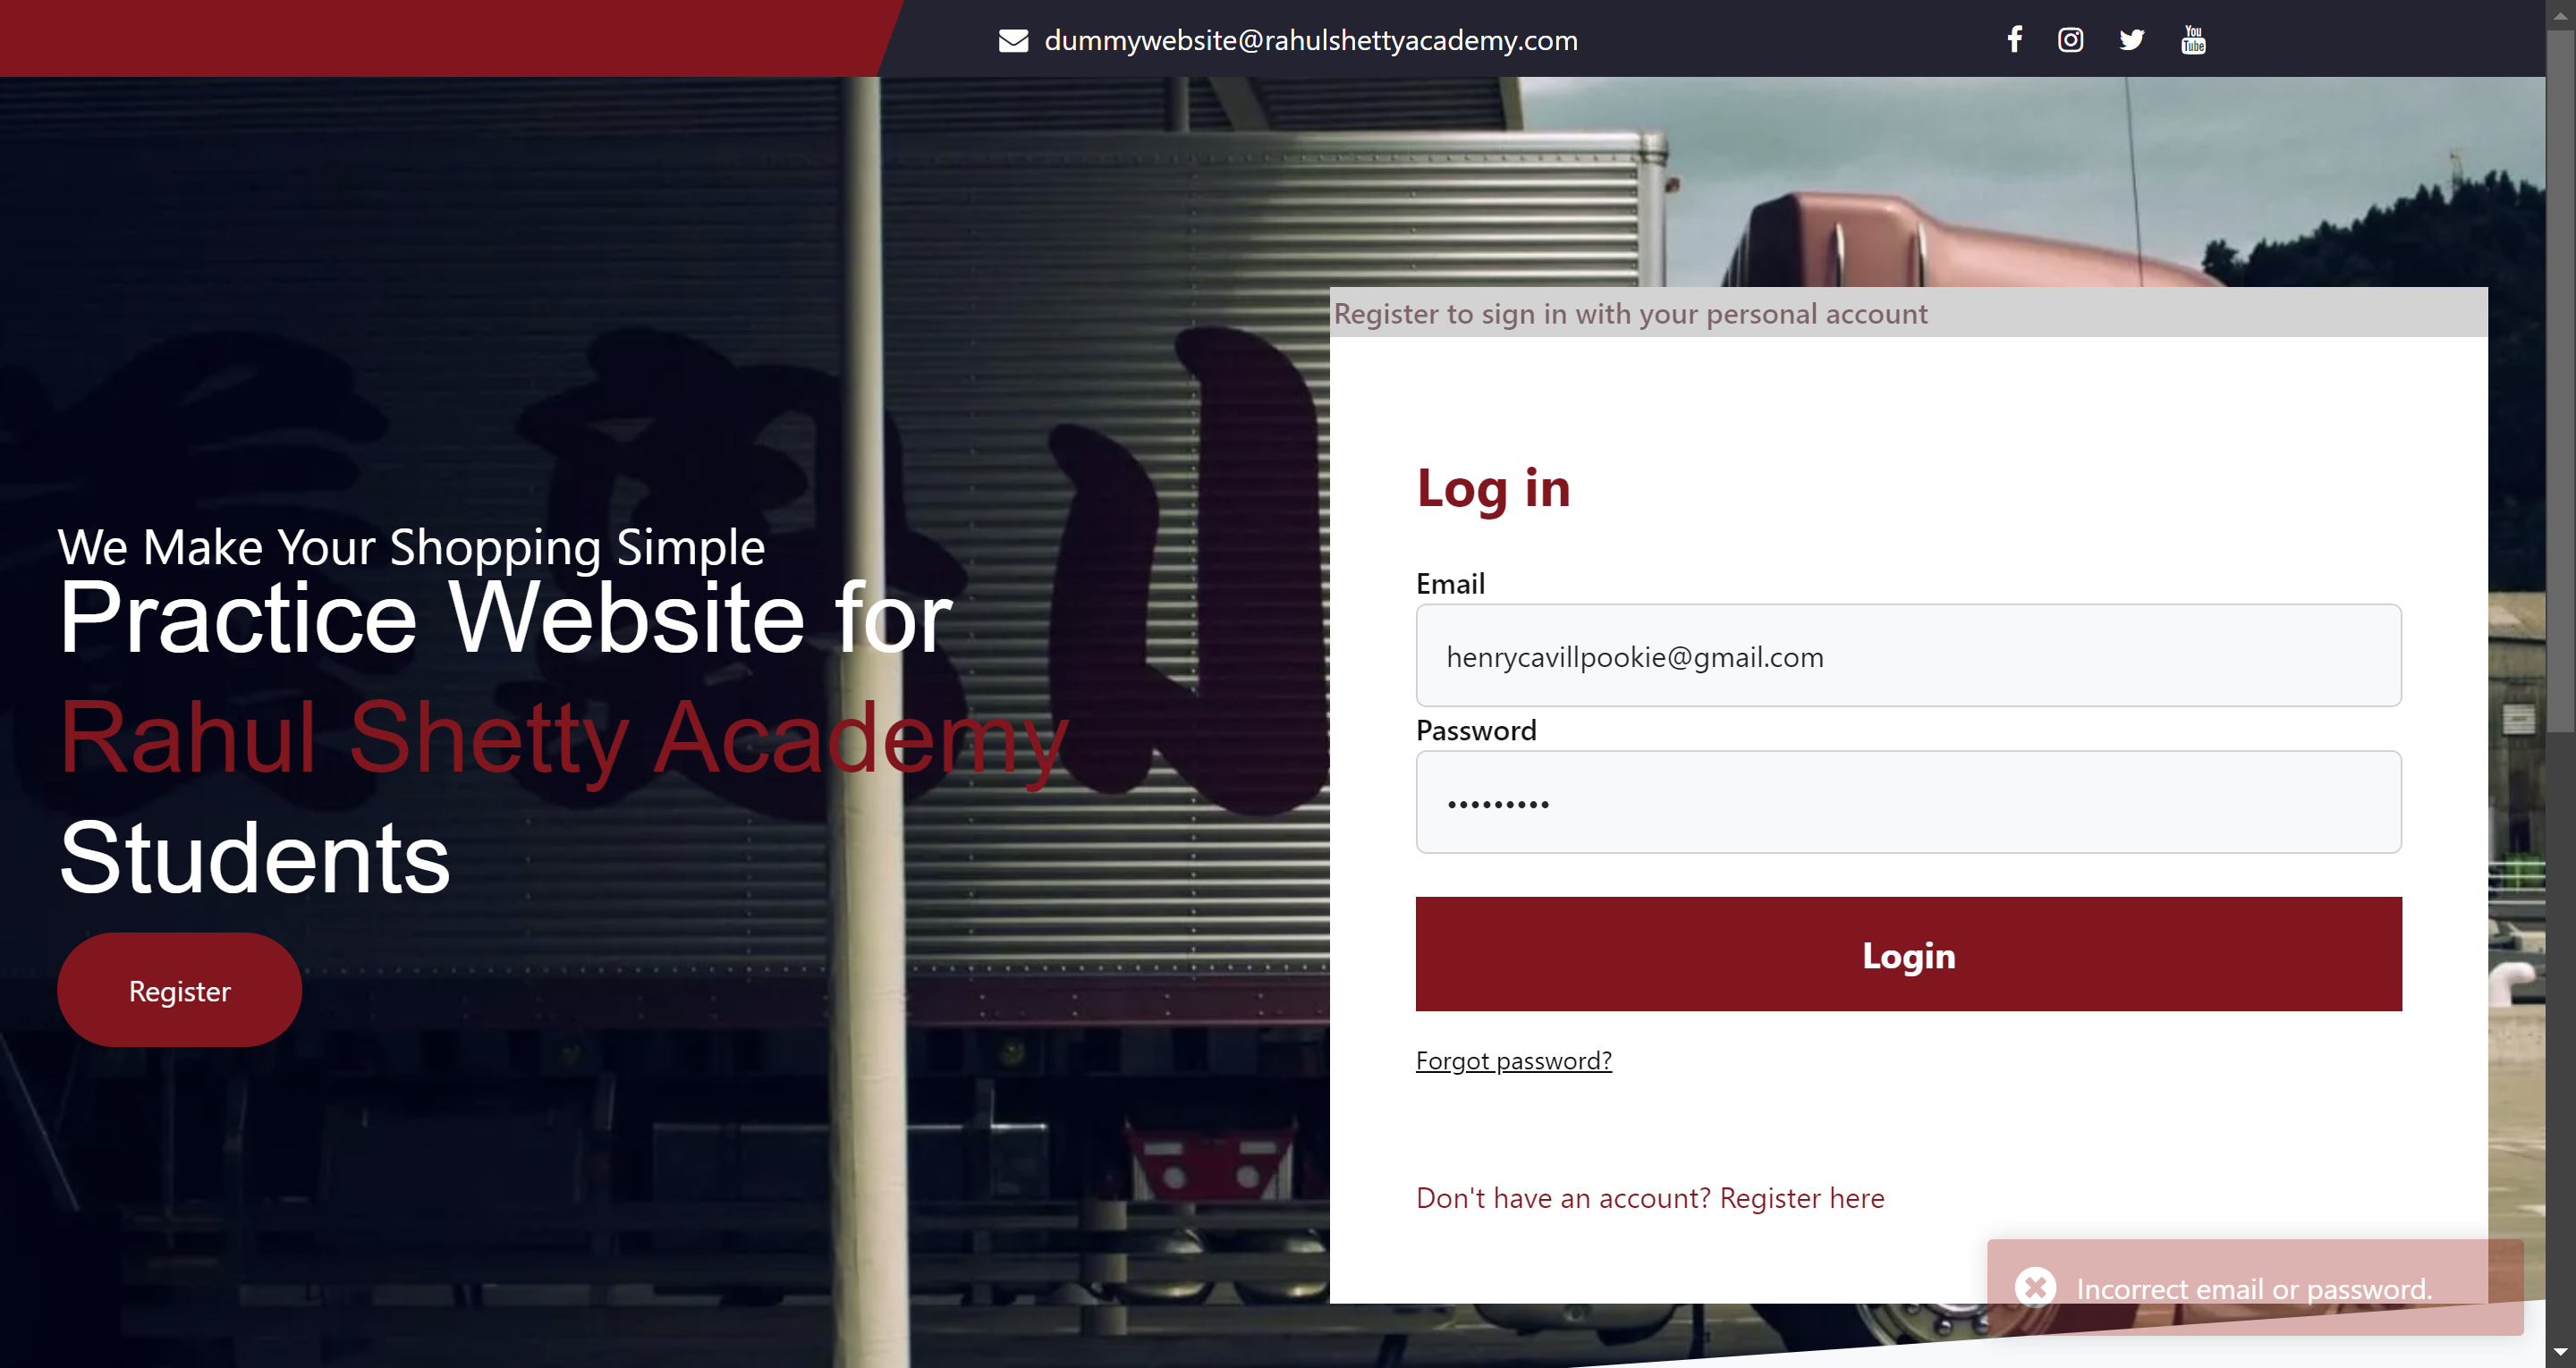 dummywebsite@rahulshettyacademy.com
You
Tube
Register to sign in with your personal account
We Make Your Shopping Simple
Practice Website for
Rahul Shetty Academy
Students
Register
Log in
Email
henrycavillpookie@gmail.com
Password
•••••••••
Login
Forgot password?
Don't have an account? Register here
Incorrect email or password.